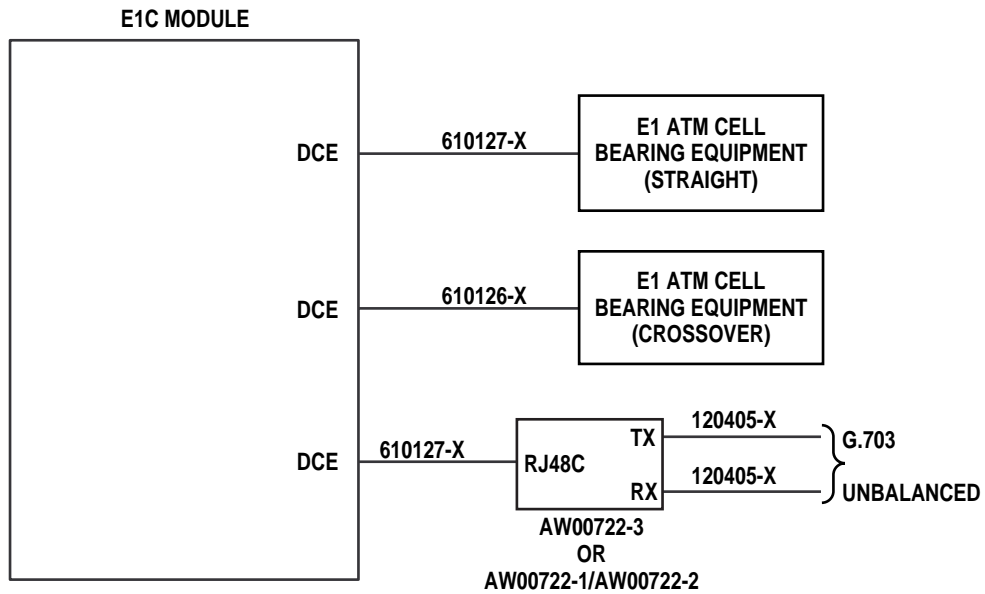 E1C MODULE
DCE
610127-X
E1 ATM CELL
BEARING EQUIPMENT
(STRAIGHT)
DCE
610126-X
E1 ATM CELL
BEARING EQUIPMENT
(CROSSOVER)
DCE
610127-X
RJ48C
TX
RX
120405-X
120405-X
G.703
UNBALANCED
AW00722-3
OR
AW00722-1/AW00722-2